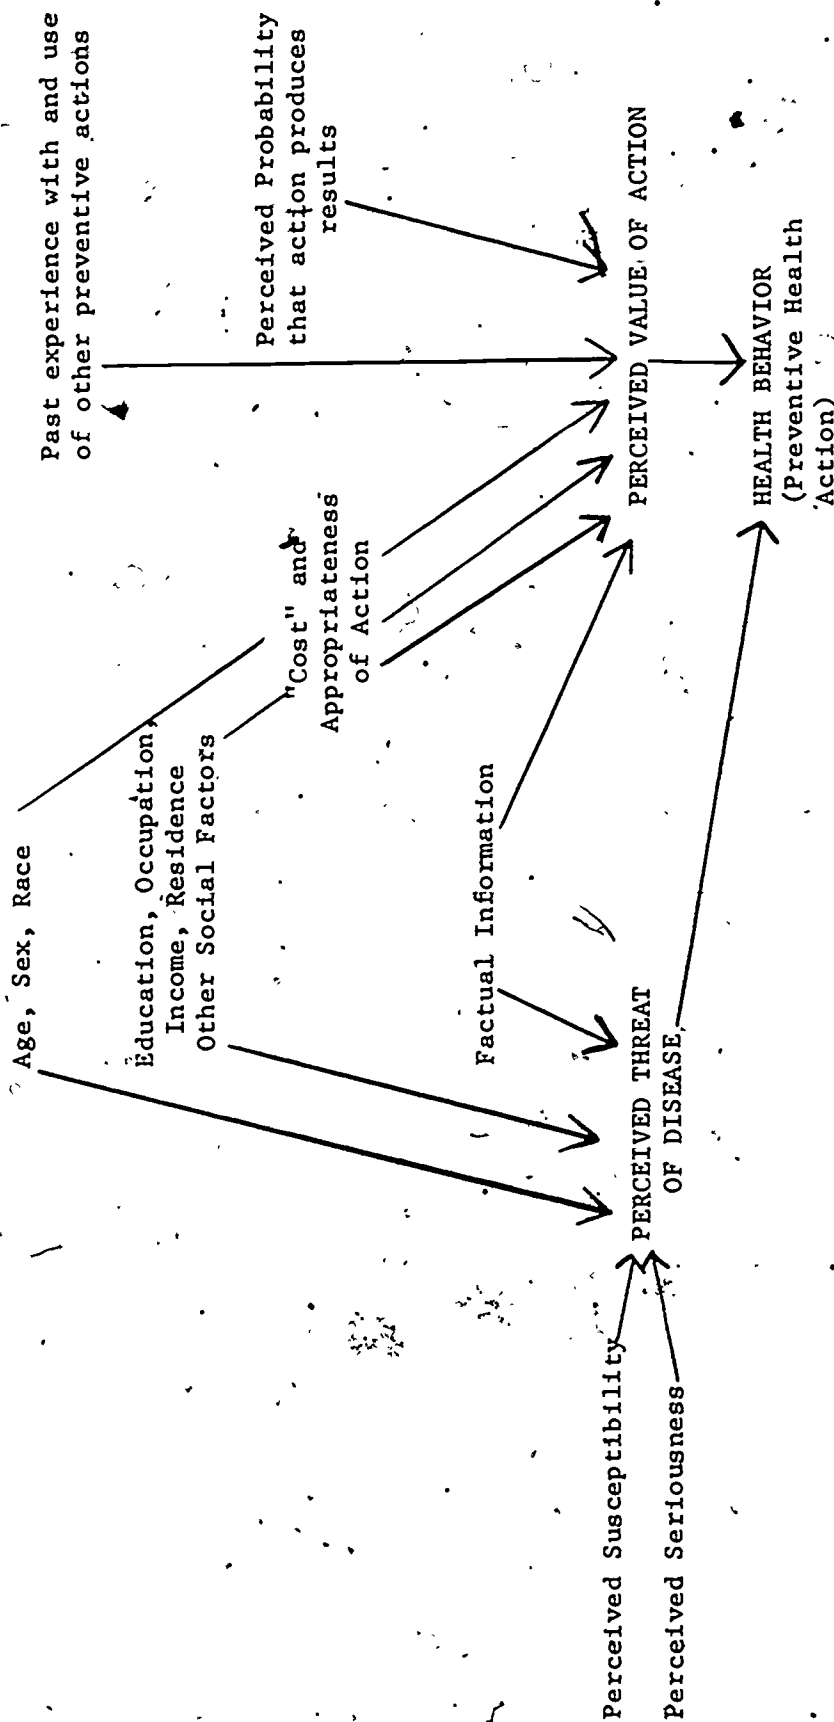 Age, Sex, Race
Past experience with and use
of other preventive actions
Education, Occupation,
Income, Residence
Other Social Factors
Perceived Probability
that action produces
results
"Cost" and
Appropriateness
of Action
Factual Information
Perceived Susceptibility
Perceived Seriousness
PERCEIVED THREAT
OF DISEASE
PERCEIVED VALUE OF ACTION
HEALTH BEHAVIOR
(Preventive Health
Action)